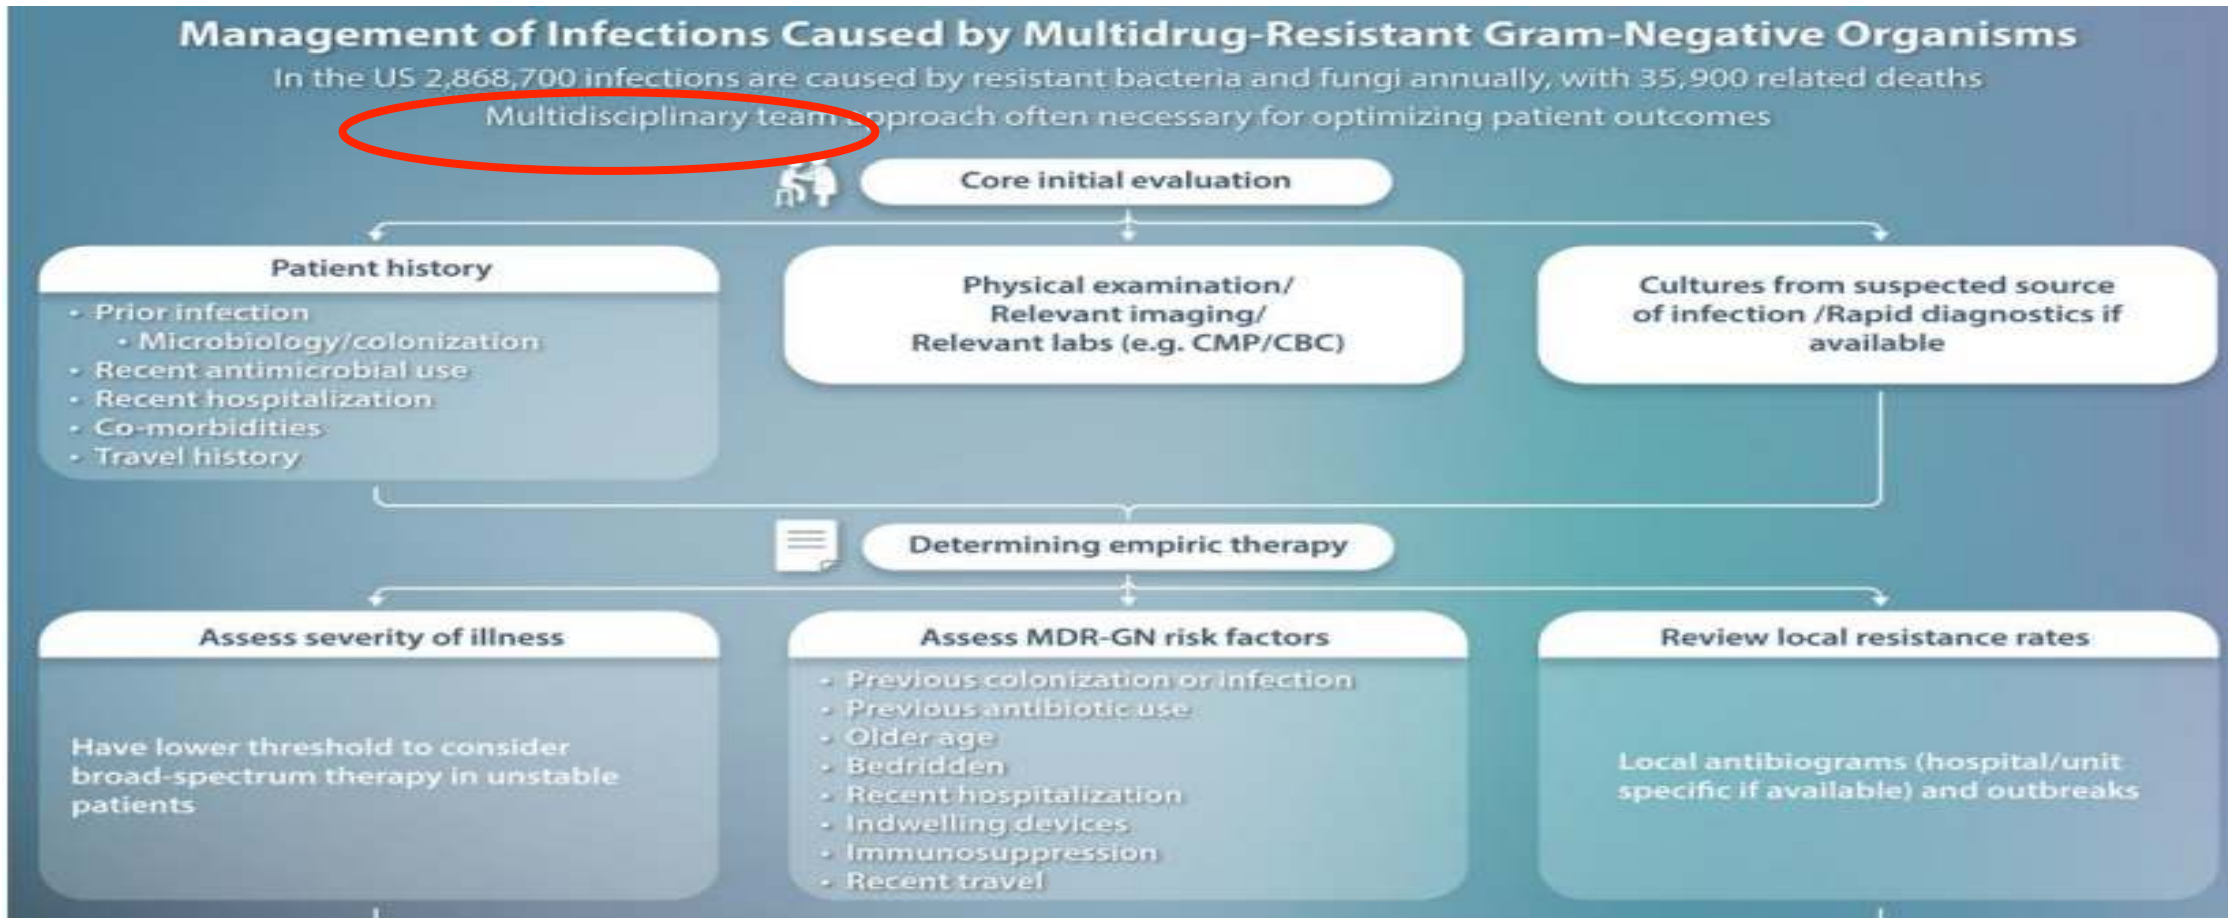 Management of Infections Caused by Multidrug-Resistant Gram-Negative Organisms
In the US 2,868,700 infections are caused by resistant bacteria and fungi annually, with 35,900 related deaths
Multidisciplinary team approach often necessary for optimizing patient outcomes
Core initial evaluation
Patient history
• Prior infection
• Microbiology/colonization
• Recent antimicrobial use
• Recent hospitalization
• Co-morbidities
• Travel history
Physical examination/
Relevant imaging/
Relevant labs (e.g. CMP/CBC)
Cultures from suspected source
of infection /Rapid diagnostics if
available
Determining empiric therapy
Assess severity of illness
Have lower threshold to consider
broad-spectrum therapy in unstable
patients
Assess MDR-GN risk factors
• Previous colonization or infection
• Previous antibiotic use
• Older age
• Bedridden
• Recent hospitalization
• Indwelling devices
• Immunosuppression
• Recent travel
Review local resistance rates
Local antibiograms (hospital/unit
specific if available) and outbreaks